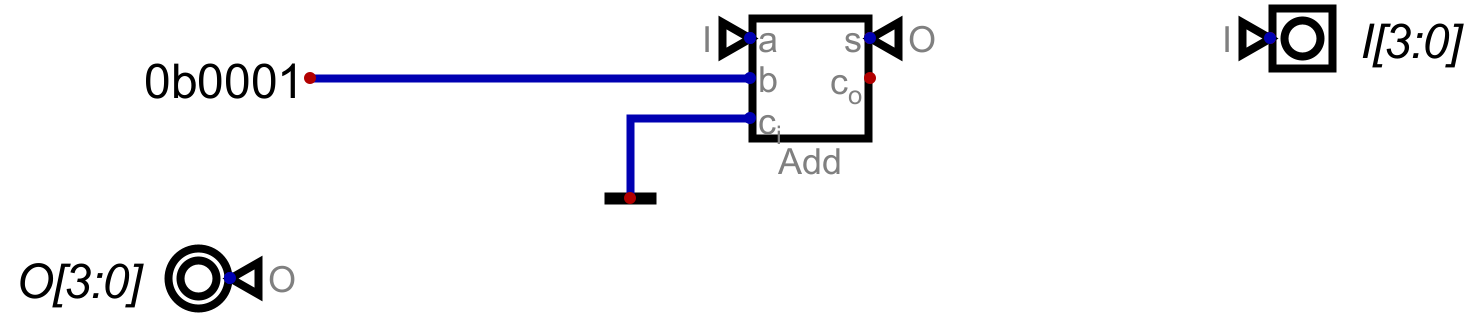 I a s O I I[3:0]
0b0001 b c_o
c_i
Add
O[3:0] O